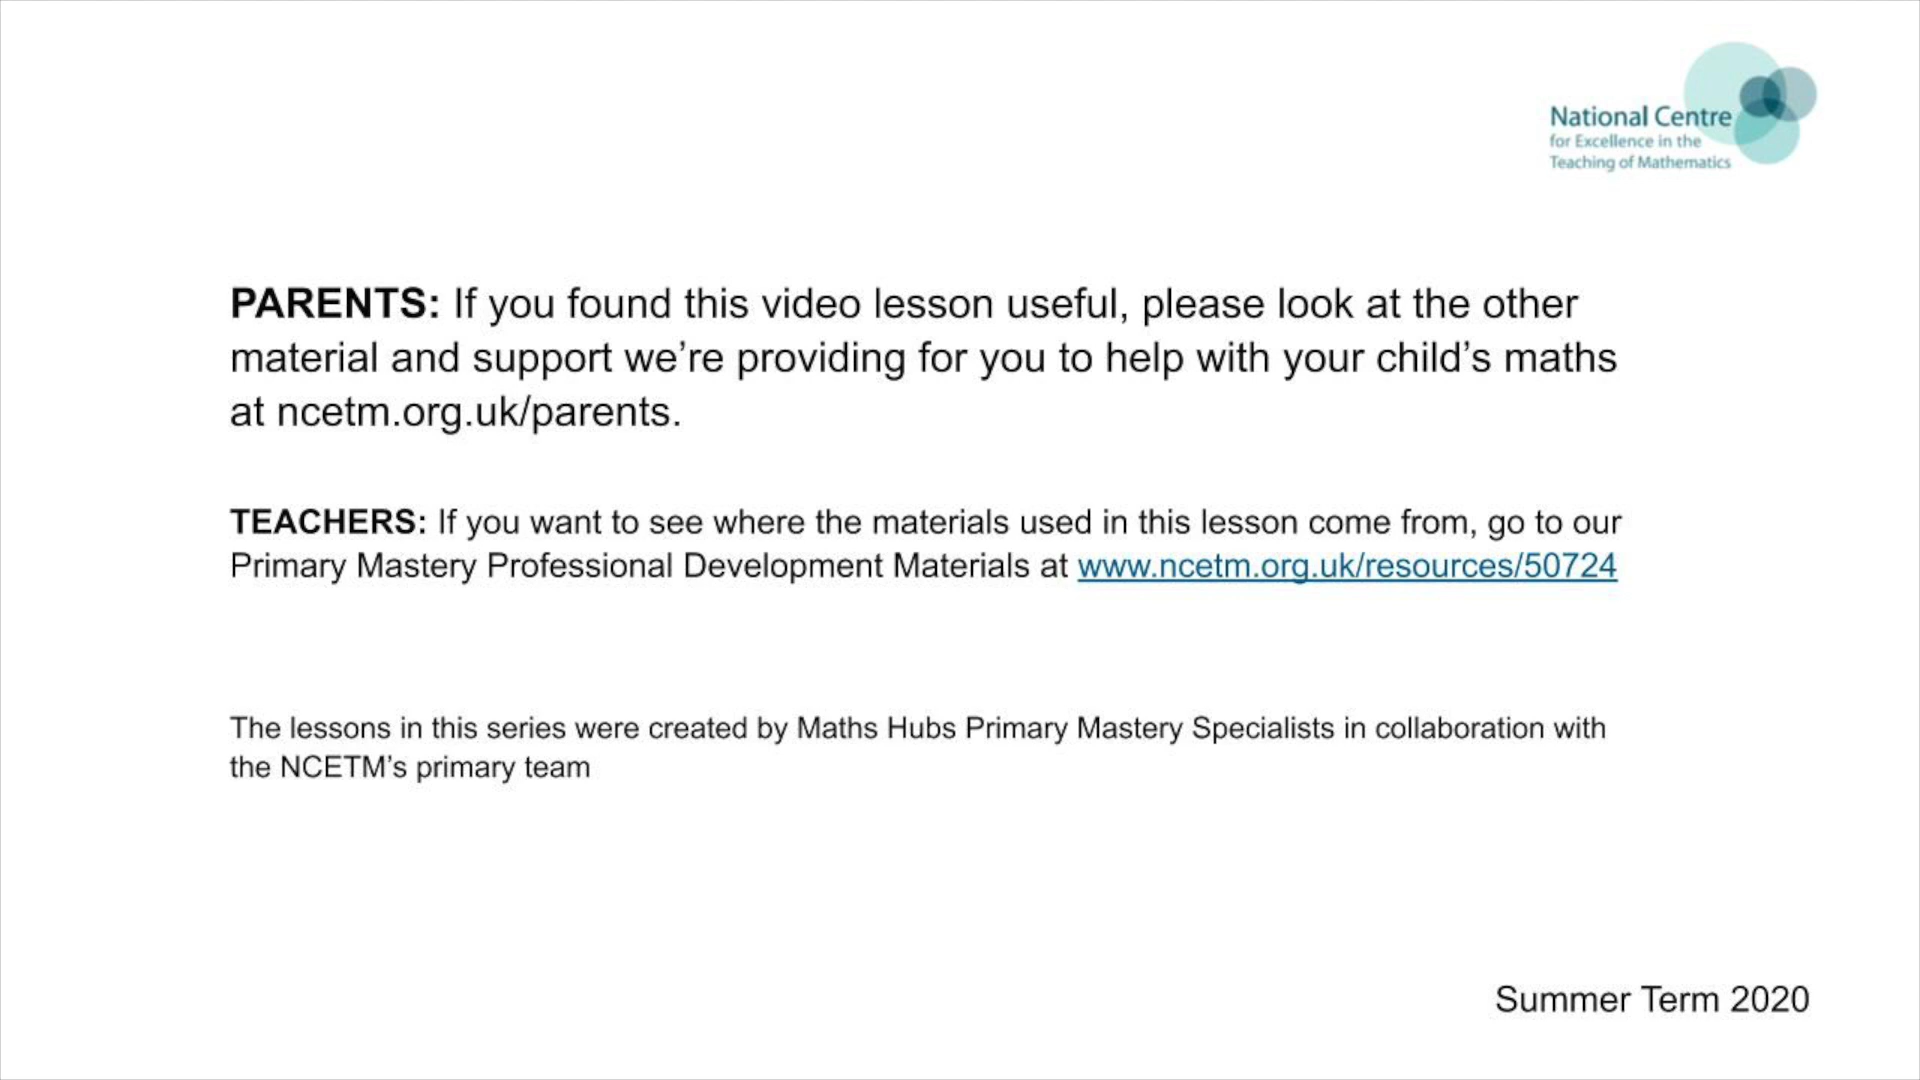 National Centre
for Excellence in the
Teaching of Mathematics
PARENTS: If you found this video lesson useful, please look at the other
material and support we’re providing for you to help with your child’s maths
at ncetm.org.uk/parents.
TEACHERS: If you want to see where the materials used in this lesson come from, go to our
Primary Mastery Professional Development Materials at www.ncetm.org.uk/resources/50724
The lessons in this series were created by Maths Hubs Primary Mastery Specialists in collaboration with
the NCETM’s primary team
Summer Term 2020